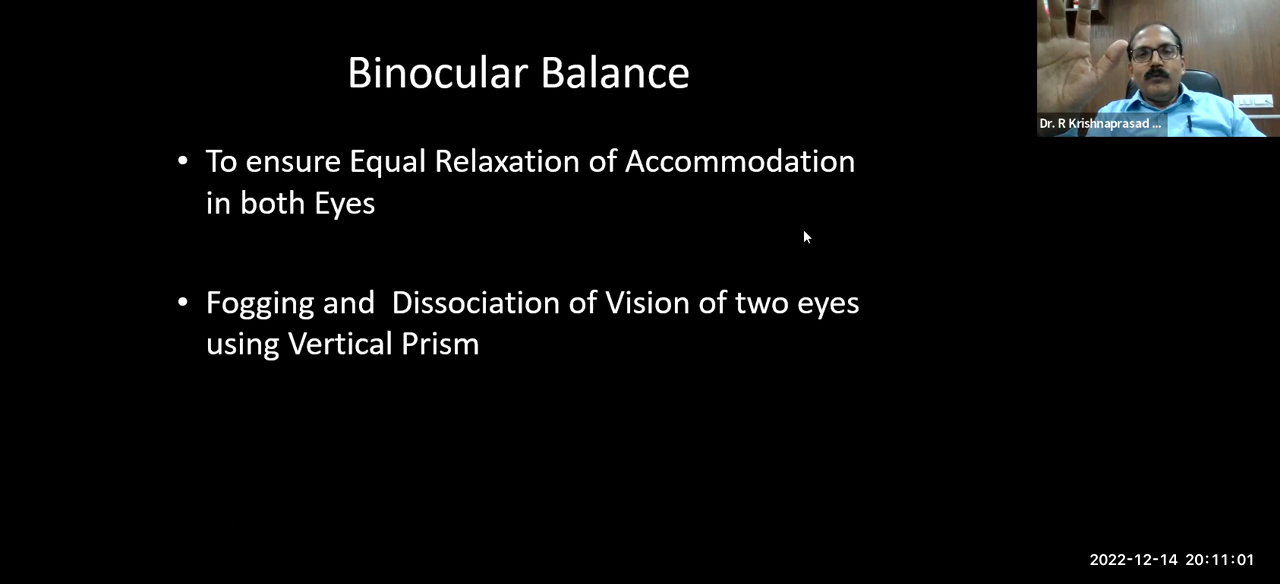 Binocular Balance
• To ensure Equal Relaxation of Accommodation
in both Eyes
• Fogging and  Dissociation of Vision of two eyes
using Vertical Prism
Dr. R Krishnaprasad ...
2022-12-14 20:11:01